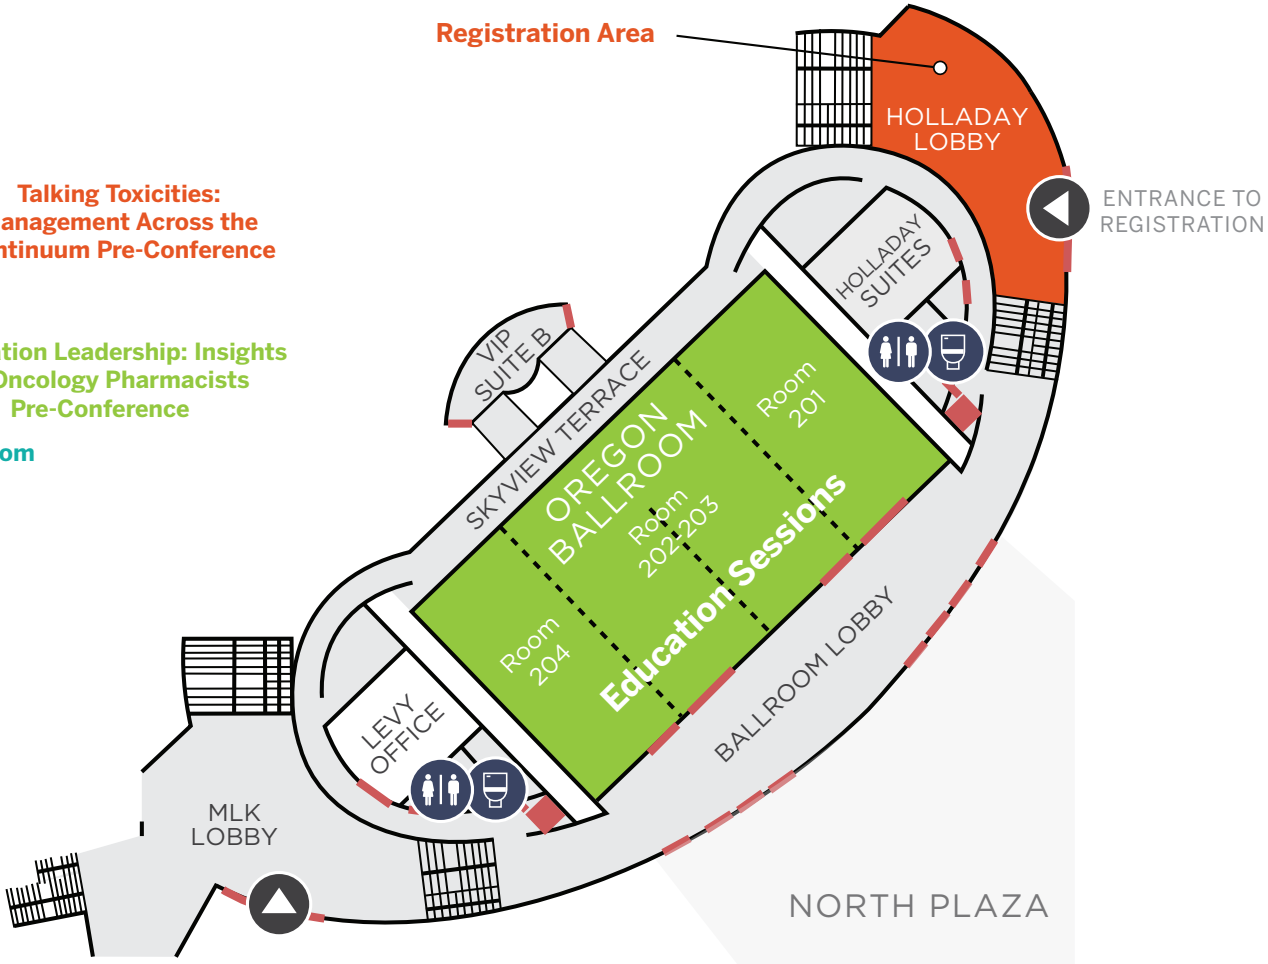 Registration Area
HOLLADAY
LOBBY
ENTRANCE TO
REGISTRATION
Talking Toxicities:
anagement Across the
ntinuum Pre-Conference
HOLLADAY
SUITES
VIP
SUITE B
ation Leadership: Insights
Oncology Pharmacists
Pre-Conference
om
SKYVIEW TERRACE
Room
201
OREGON
BALLROOM
Room
202-203
Education Sessions
Room
204
BALLROOM LOBBY
LEVY
OFFICE
MLK
LOBBY
NORTH PLAZA